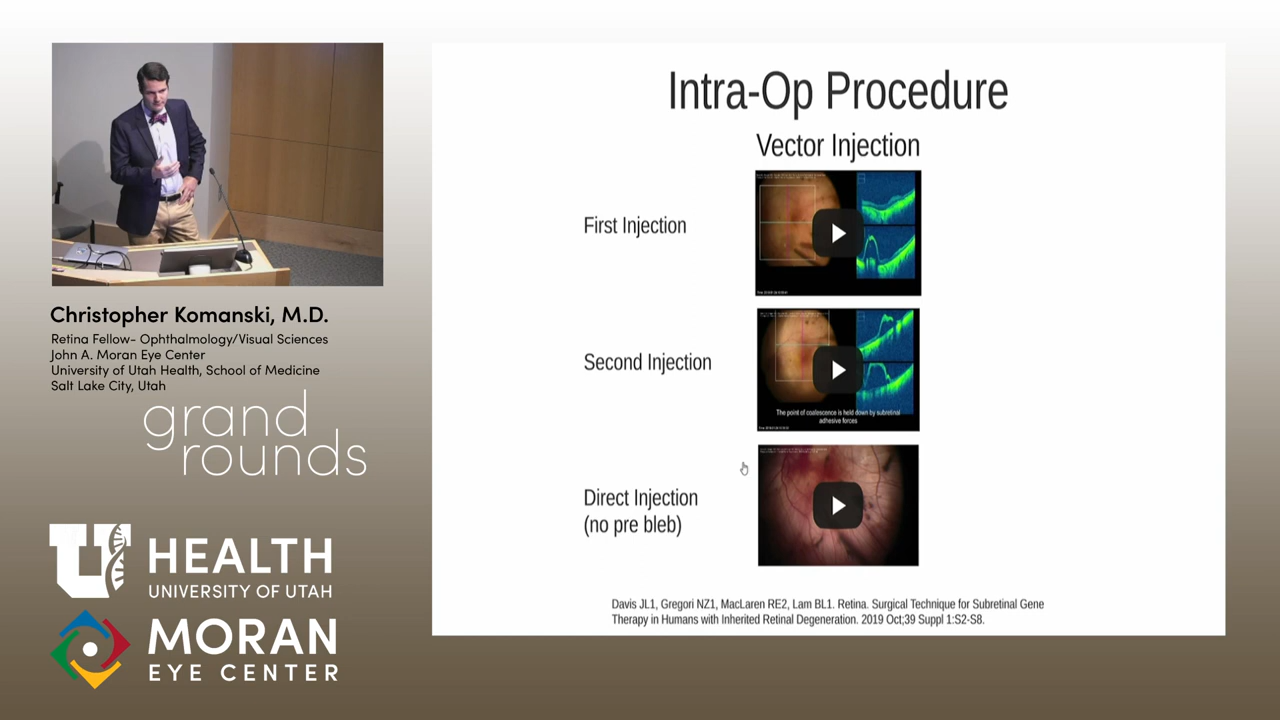 Intra-Op Procedure
Vector Injection
First Injection
Second Injection
The point of coalescence is held down by subretinal
adhesive forces
Direct Injection
(no pre bleb)
Davis JL1, Gregori NZ1, MacLaren RE2, Lam BL1. Retina. Surgical Technique for Subretinal Gene
Therapy in Humans with Inherited Retinal Degeneration. 2019 Oct;39 Suppl 1:S2-S8.
Christopher Komanski, M.D.
Retina Fellow- Ophthalmology/Visual Sciences
John A. Moran Eye Center
University of Utah Health, School of Medicine
Salt Lake City, Utah
grand
rounds
U HEALTH
UNIVERSITY OF UTAH
MORAN
EYE CENTER